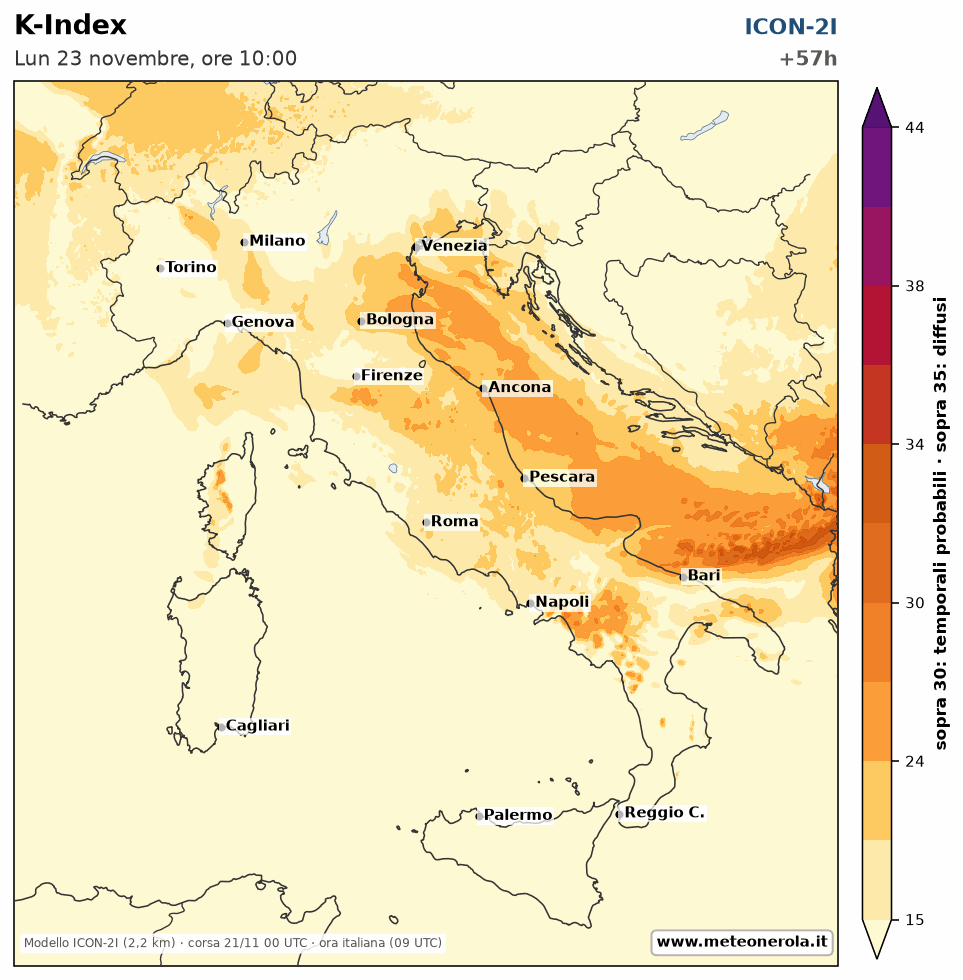 K-Index
ICON-2I
Lun 23 novembre, ore 10:00
+57h
44
38
34
30
24
15
sopra 30: temporali probabili · sopra 35: diffusi
Venezia
Milano
Torino
Bologna
Genova
Firenze
Ancona
Pescara
Roma
Bari
Napoli
Cagliari
Palermo
Reggio C.
Modello ICON-2I (2,2 km) · corsa 21/11 00 UTC · ora italiana (09 UTC)
www.meteonerola.it